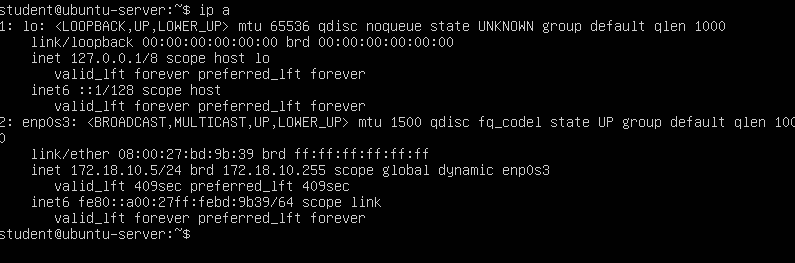 student@ubuntu-server:~$ ip a
1: lo: <LOOPBACK,UP,LOWER_UP> mtu 65536 qdisc noqueue state UNKNOWN group default qlen 1000
    link/loopback 00:00:00:00:00:00 brd 00:00:00:00:00:00
    inet 127.0.0.1/8 scope host lo
       valid_lft forever preferred_lft forever
    inet6 ::1/128 scope host
       valid_lft forever preferred_lft forever
2: enp0s3: <BROADCAST,MULTICAST,UP,LOWER_UP> mtu 1500 qdisc fq_codel state UP group default qlen 100
0
    link/ether 08:00:27:bd:9b:39 brd ff:ff:ff:ff:ff:ff
    inet 172.18.10.5/24 brd 172.18.10.255 scope global dynamic enp0s3
       valid_lft 409sec preferred_lft 409sec
    inet6 fe80::a00:27ff:febd:9b39/64 scope link
       valid_lft forever preferred_lft forever
student@ubuntu-server:~$